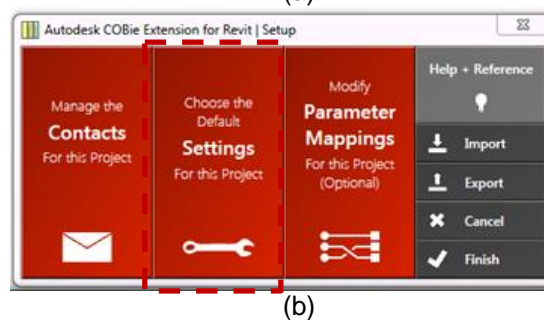 Autodesk COBie Extension for Revit | Setup
Manage the
Contacts
For this Project
Choose the
Default
Settings
For this Project
Modify
Parameter
Mappings
For this Project
(Optional)
Help + Reference
Import
Export
Cancel
Finish
(b)